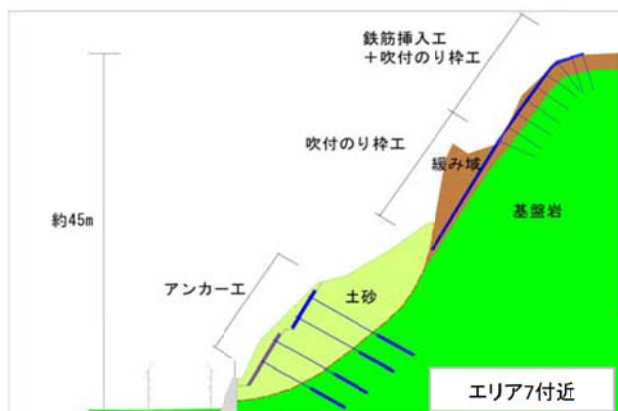 鉄筋挿入工
＋吹付のり枠工
吹付のり枠工
緩み域
基盤岩
約45m
アンカー工
土砂
エリア7付近